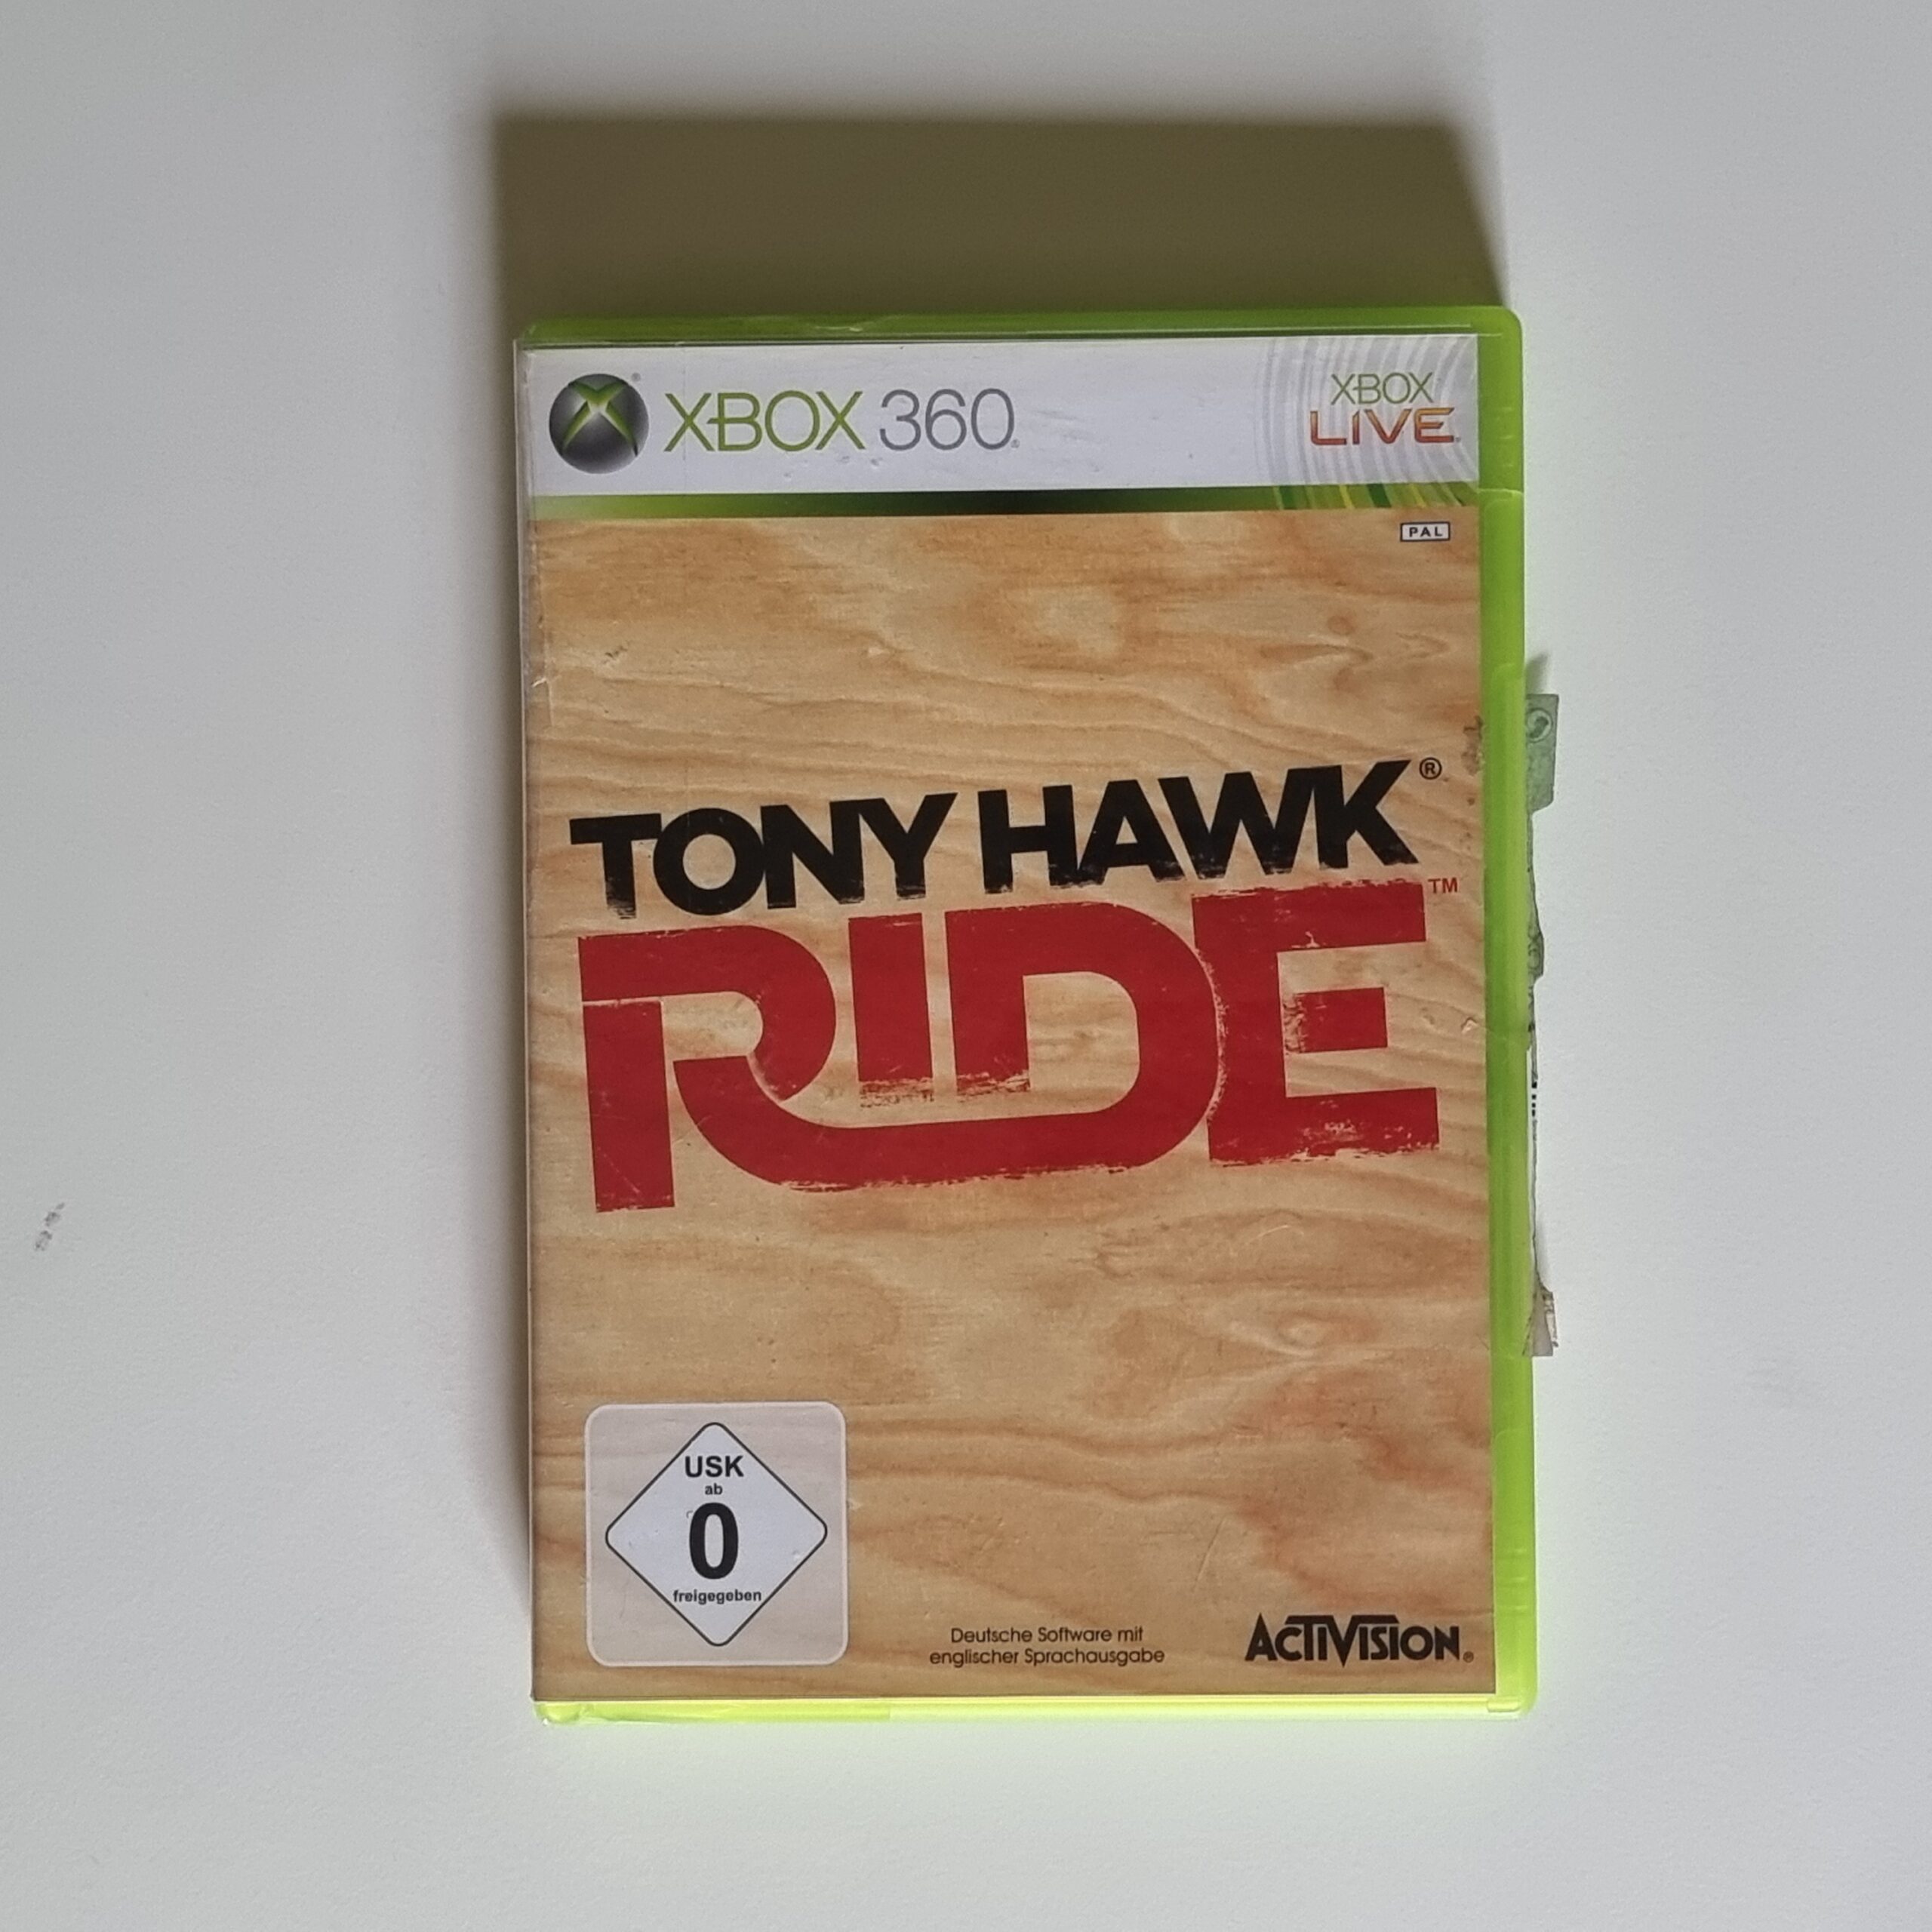 XBOX 360
XBOX
LIVE
PAL
TONY HAWK®
RIDE™
USK
ab
0
freigegeben
Deutsche Software mit
englischer Sprachausgabe
ACTIVISION®